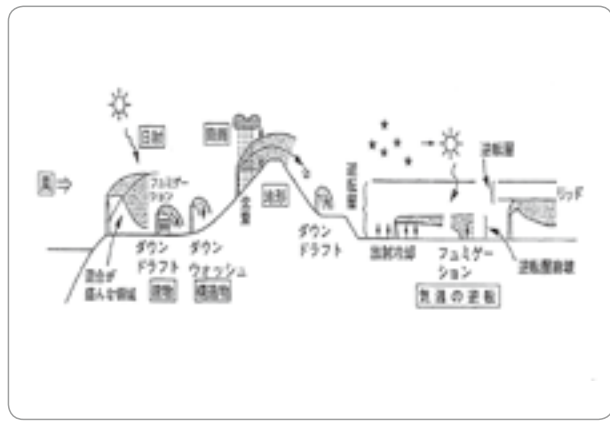 日射
風⇒
フュミゲー
ション
混合が
盛んな領域
ダウン
ドラフト
建物
ダウン
ウォッシュ
構造物
地形
ダウン
ドラフト
逆転層
リッド
放射冷却
フュミゲー
ション
逆転層崩壊
気温の逆転